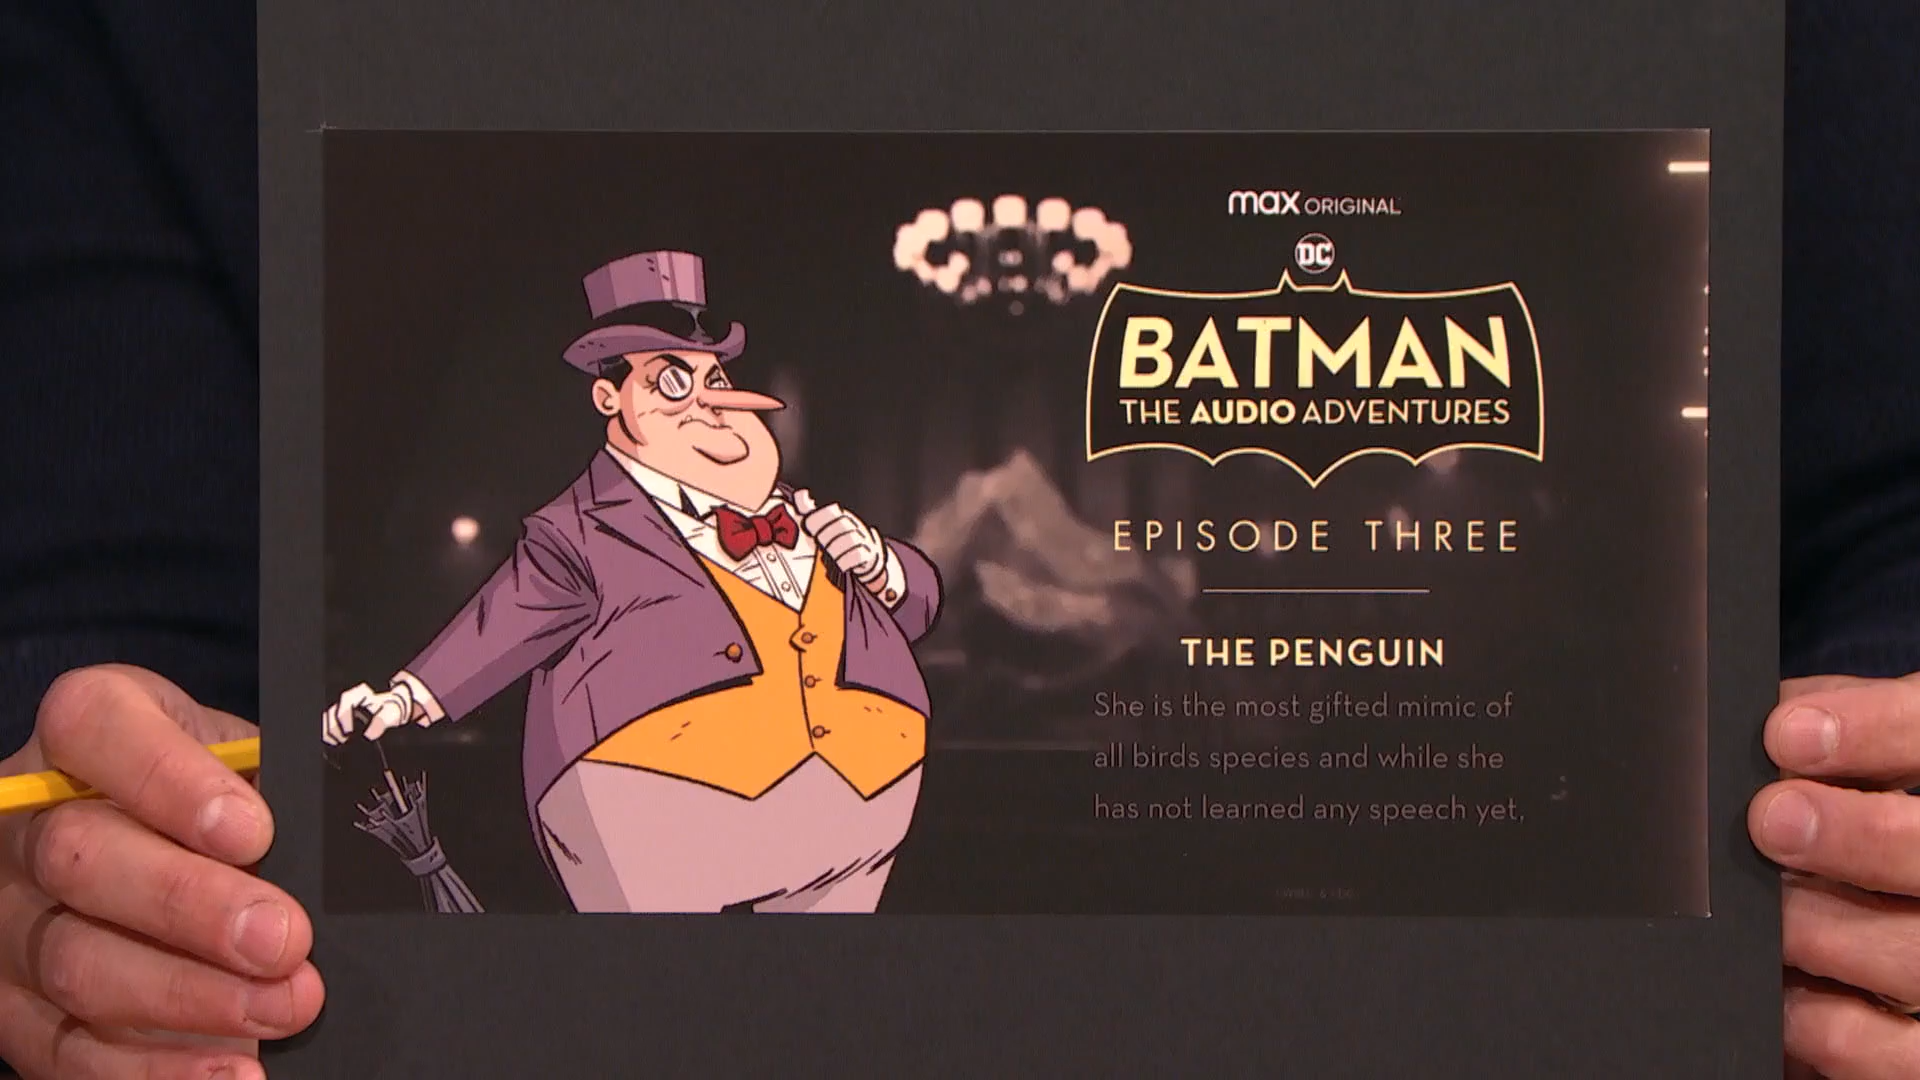 max ORIGINAL
DC
BATMAN
THE AUDIO ADVENTURES
EPISODE THREE
THE PENGUIN
She is the most gifted mimic of
all birds species and while she
has not learned any speech yet,